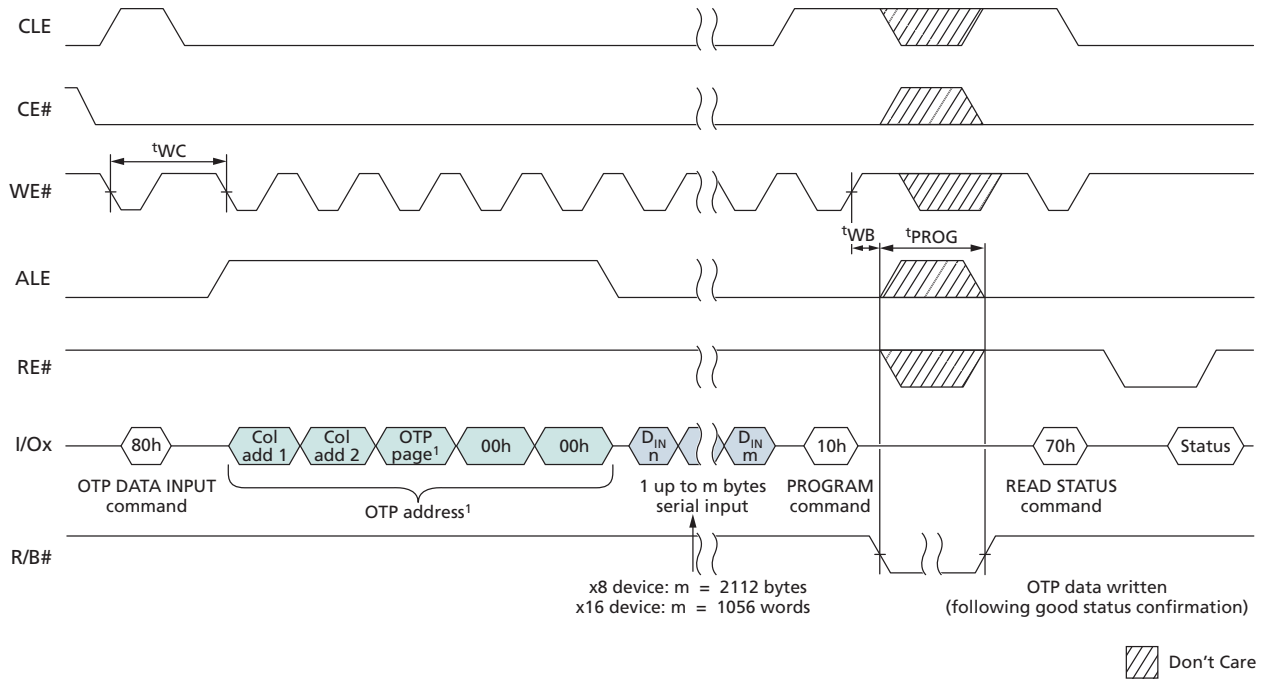 CLE
CE#
tWC
WE#
tWB
tPROG
ALE
RE#
I/Ox
80h
Col add 1
Col add 2
OTP page¹
00h
00h
DIN n
DIN m
10h
70h
Status
OTP DATA INPUT command
OTP address¹
1 up to m bytes serial input
PROGRAM command
READ STATUS command
R/B#
x8 device: m = 2112 bytes
x16 device: m = 1056 words
OTP data written
(following good status confirmation)
Don't Care